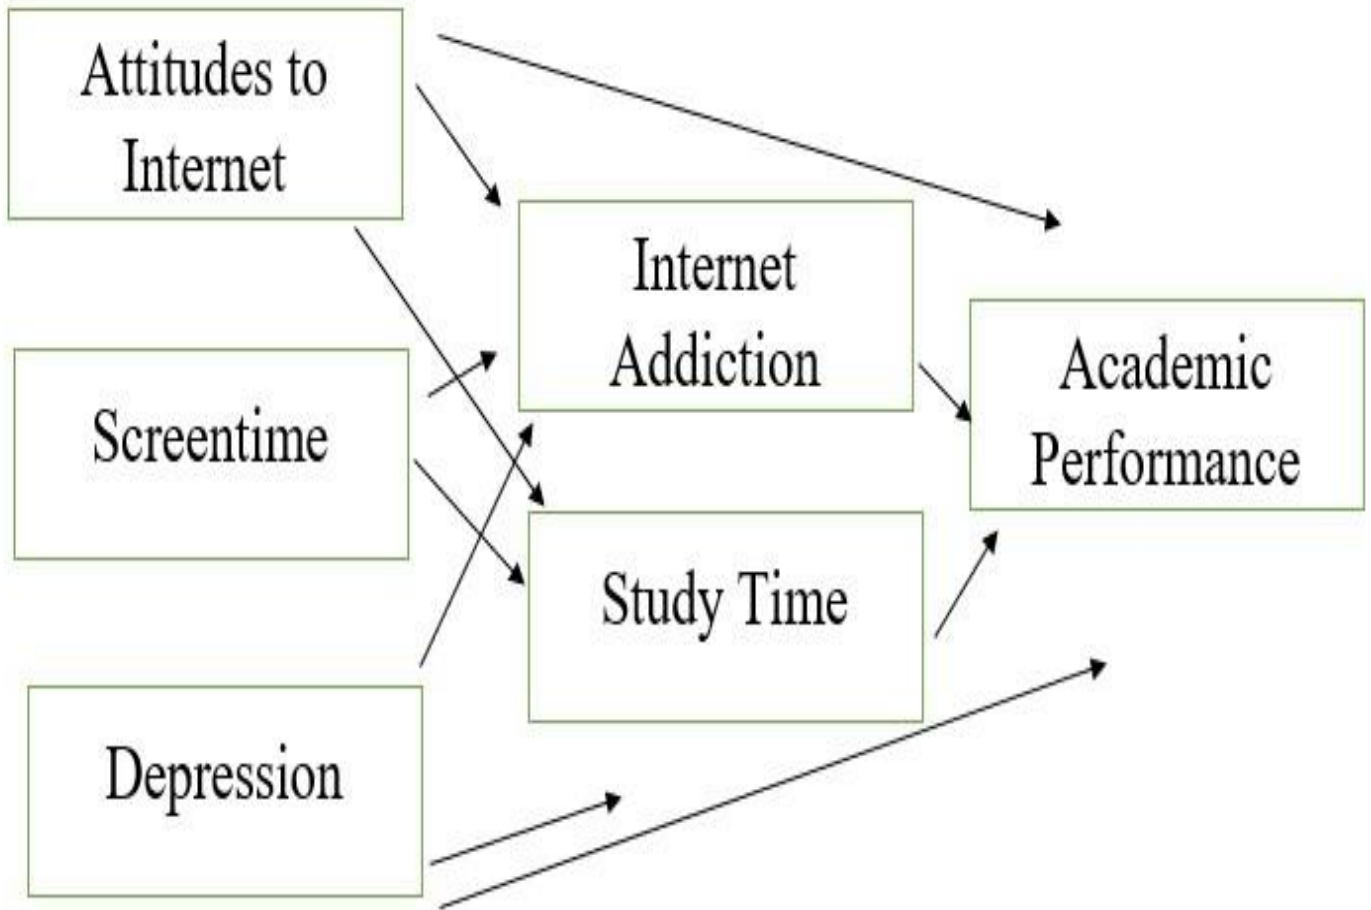 Attitudes to
Internet
Internet
Addiction
Academic
Performance
Screentime
Study Time
Depression